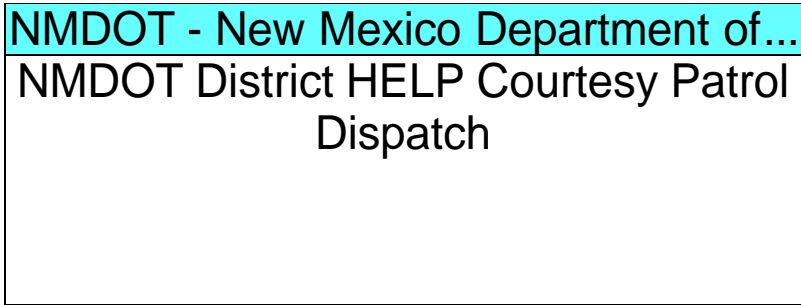 NMDOT - New Mexico Department of...
NMDOT District HELP Courtesy Patrol
Dispatch